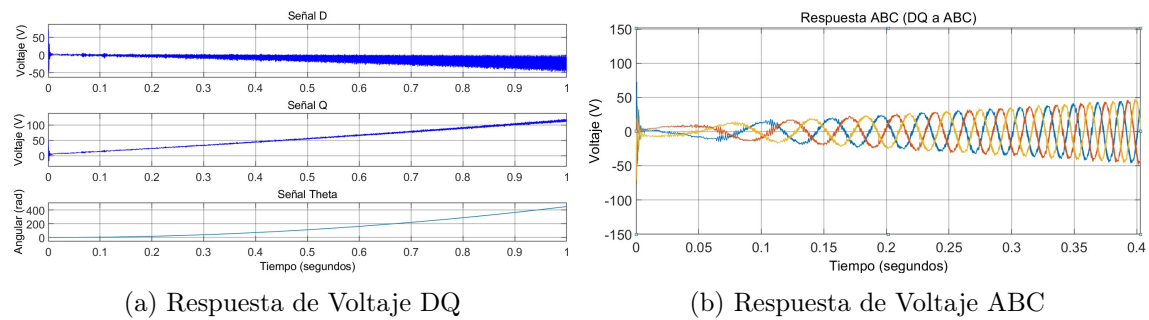 Señal D
Voltaje (V)
50
0
-50
0 0.1 0.2 0.3 0.4 0.5 0.6 0.7 0.8 0.9 1
Señal Q
Voltaje (V)
100
50
0
0 0.1 0.2 0.3 0.4 0.5 0.6 0.7 0.8 0.9 1
Señal Theta
Angular (rad)
400
200
0
0 0.1 0.2 0.3 0.4 0.5 0.6 0.7 0.8 0.9 1
Tiempo (segundos)
(a) Respuesta de Voltaje DQ
Respuesta ABC (DQ a ABC)
Voltaje (V)
150
100
50
0
-50
-100
-150
0 0.05 0.1 0.15 0.2 0.25 0.3 0.35 0.4
Tiempo (segundos)
(b) Respuesta de Voltaje ABC